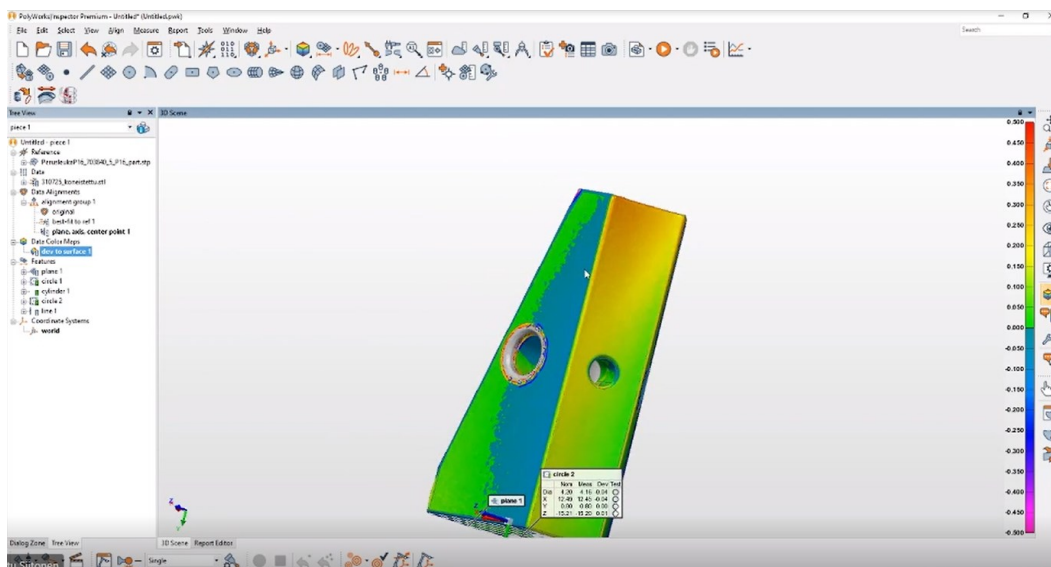 PolyWorks|Inspector Premium - Untitled* (Untitled.pwk)
File Edit Select View Align Measure Report Tools Window Help
Search
Tree View
3D Scene
piece 1
Untitled - piece 1
Reference
Data
310725_koneistettu.stl
Data Alignments
alignment group 1
original
best-fit to ref 1
plane, axis, center point 1
Data Color Maps
dev to surface 1
Features
plane 1
circle 1
cylinder 1
circle 2
line 1
Coordinate Systems
world
0.500
0.450
0.400
0.350
0.300
0.250
0.200
0.150
0.100
0.050
0.000
-0.050
-0.100
-0.150
-0.200
-0.250
-0.300
-0.350
-0.400
-0.450
-0.500
plane 1
circle 2
Nom Meas Dev Test
Dia 4.20 4.16 0.04
X 12.49 12.45 -0.04
Y 0.00 0.00 0.00
Z -15.21 -15.20 0.01
Z
Y
Dialog Zone Tree View
3D Scene Report Editor
Single